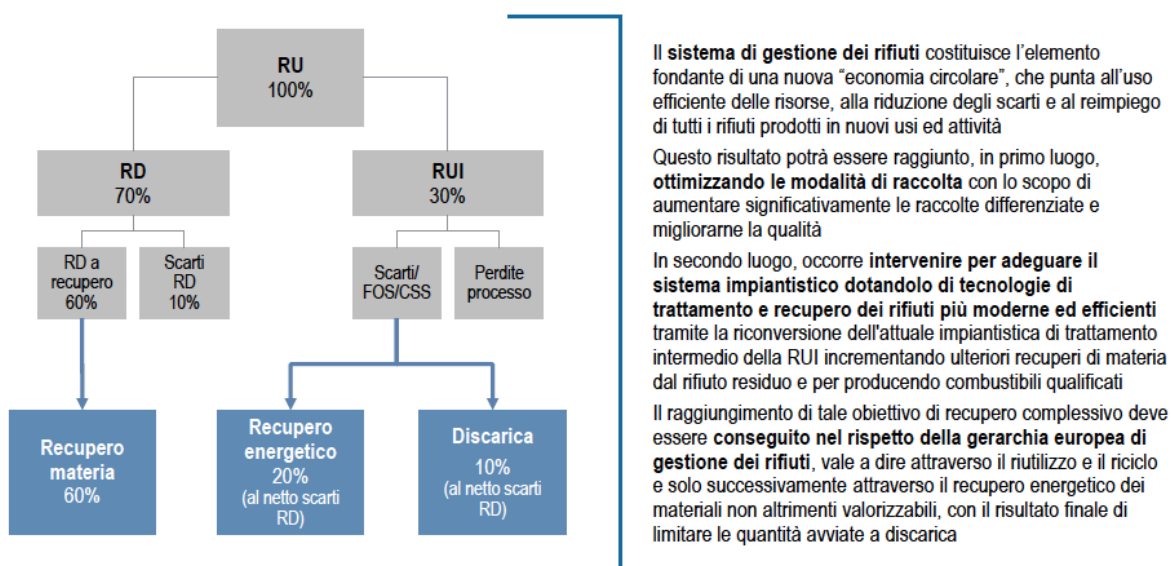 RU
100%
RD
70%
RUI
30%
RD a
recupero
60%
Scarti
RD
10%
Scarti/
FOS/CSS
Perdite
processo
Recupero
materia
60%
Recupero
energetico
20%
(al netto scarti
RD)
Discarica
10%
(al netto scarti
RD)
Il sistema di gestione dei rifiuti costituisce l'elemento
fondante di una nuova “economia circolare”, che punta all'uso
efficiente delle risorse, alla riduzione degli scarti e al reimpiego
di tutti i rifiuti prodotti in nuovi usi ed attività
Questo risultato potrà essere raggiunto, in primo luogo,
ottimizzando le modalità di raccolta con lo scopo di
aumentare significativamente le raccolte differenziate e
migliorarne la qualità
In secondo luogo, occorre intervenire per adeguare il
sistema impiantistico dotandolo di tecnologie di
trattamento e recupero dei rifiuti più moderne ed efficienti
tramite la riconversione dell'attuale impiantistica di trattamento
intermedio della RUI incrementando ulteriori recuperi di materia
dal rifiuto residuo e per producendo combustibili qualificati
Il raggiungimento di tale obiettivo di recupero complessivo deve
essere conseguito nel rispetto della gerarchia europea di
gestione dei rifiuti, vale a dire attraverso il riutilizzo e il riciclo
e solo successivamente attraverso il recupero energetico dei
materiali non altrimenti valorizzabili, con il risultato finale di
limitare le quantità avviate a discarica